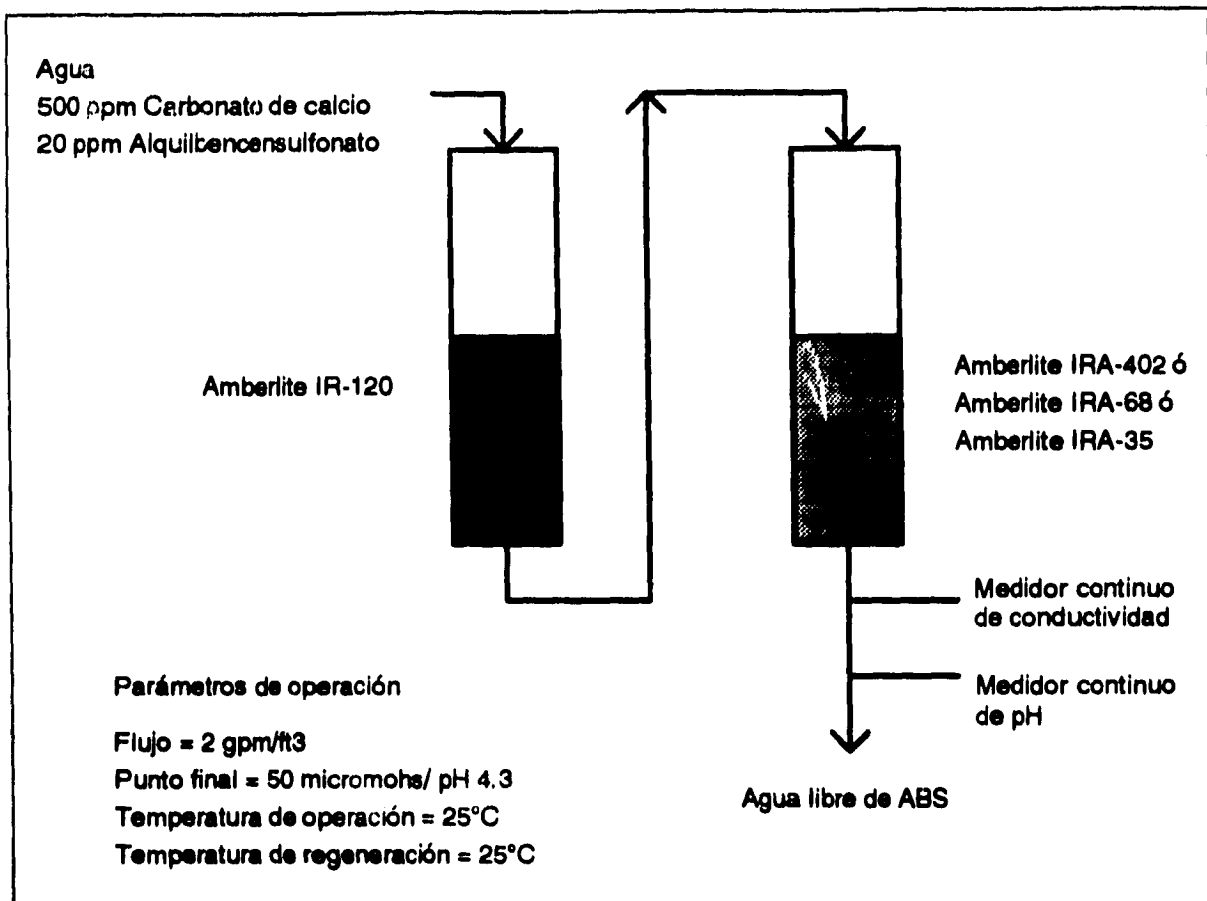 Agua
500 ppm Carbonato de calcio
20 ppm Alquilbencensulfonato
Amberlite IR-120
Amberlite IRA-402 ó
Amberlite IRA-68 ó
Amberlite IRA-35
Medidor continuo
de conductividad
Medidor continuo
de pH
Agua libre de ABS
Parámetros de operación
Flujo = 2 gpm/ft3
Punto final = 50 micromohs/ pH 4.3
Temperatura de operación = 25°C
Temperatura de regeneración = 25°C